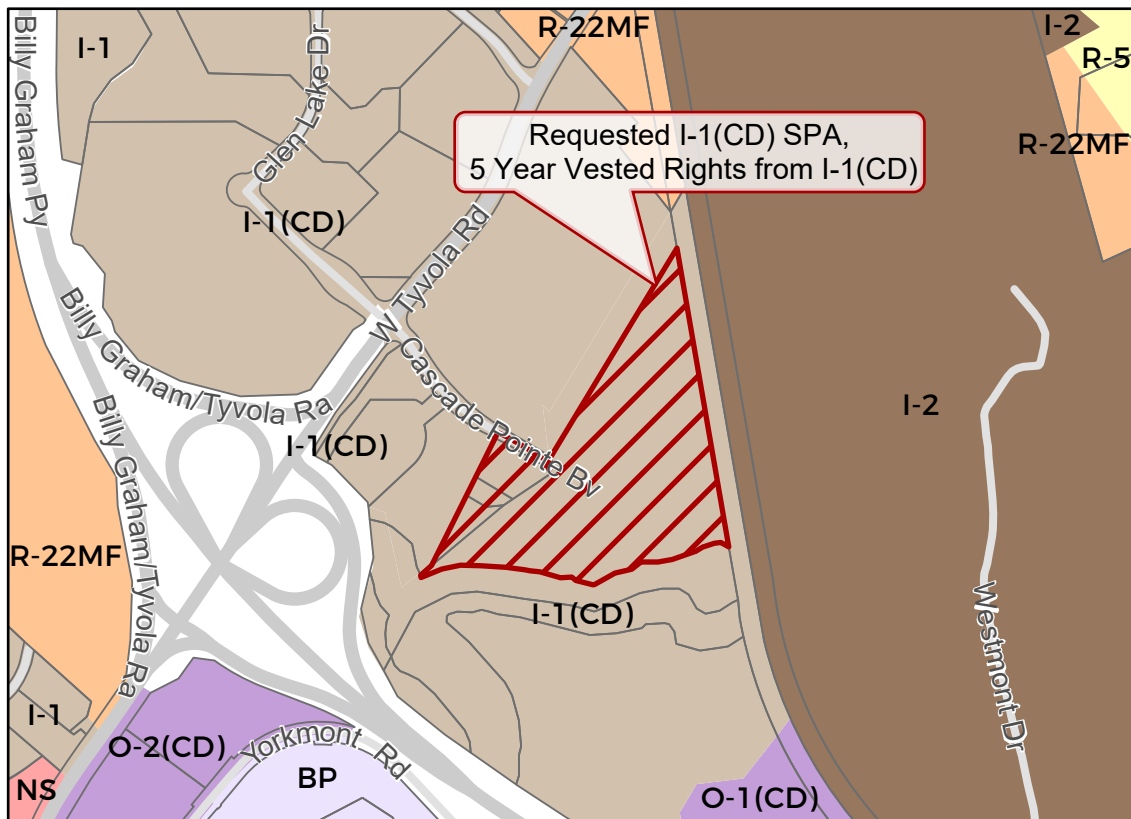 Billy Graham Py
I-1
Glen Lake Dr
R-22MF
I-2
R-5
R-22MF
Requested I-1(CD) SPA,
5 Year Vested Rights from I-1(CD)
I-1(CD)
W Tyvola Rd
Billy Graham/Tyvola Ra
Cascade Pointe Bv
I-1(CD)
I-2
Billy Graham/Tyvola Ra
R-22MF
I-1(CD)
Westmont Dr
I-1
O-2(CD)
Yorkmont Rd
BP
NS
O-1(CD)